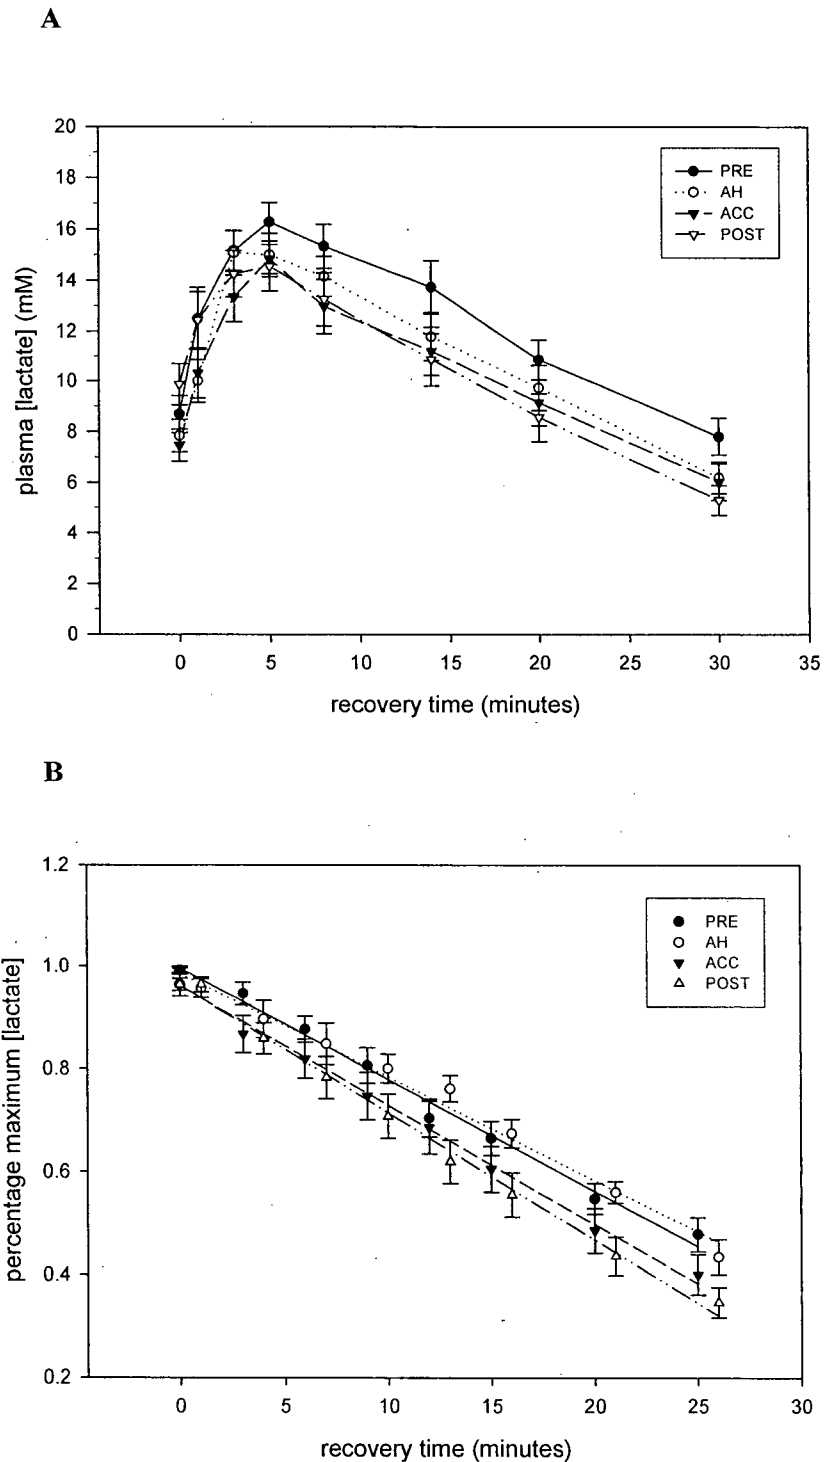 A
20
18
16
14
12
10
8
6
4
2
0
plasma [lactate] (mM)
PRE
AH
ACC
POST
0 5 10 15 20 25 30 35
recovery time (minutes)
B
1.2
1.0
0.8
0.6
0.4
0.2
percentage maximum [lactate]
PRE
AH
ACC
POST
0 5 10 15 20 25 30
recovery time (minutes)